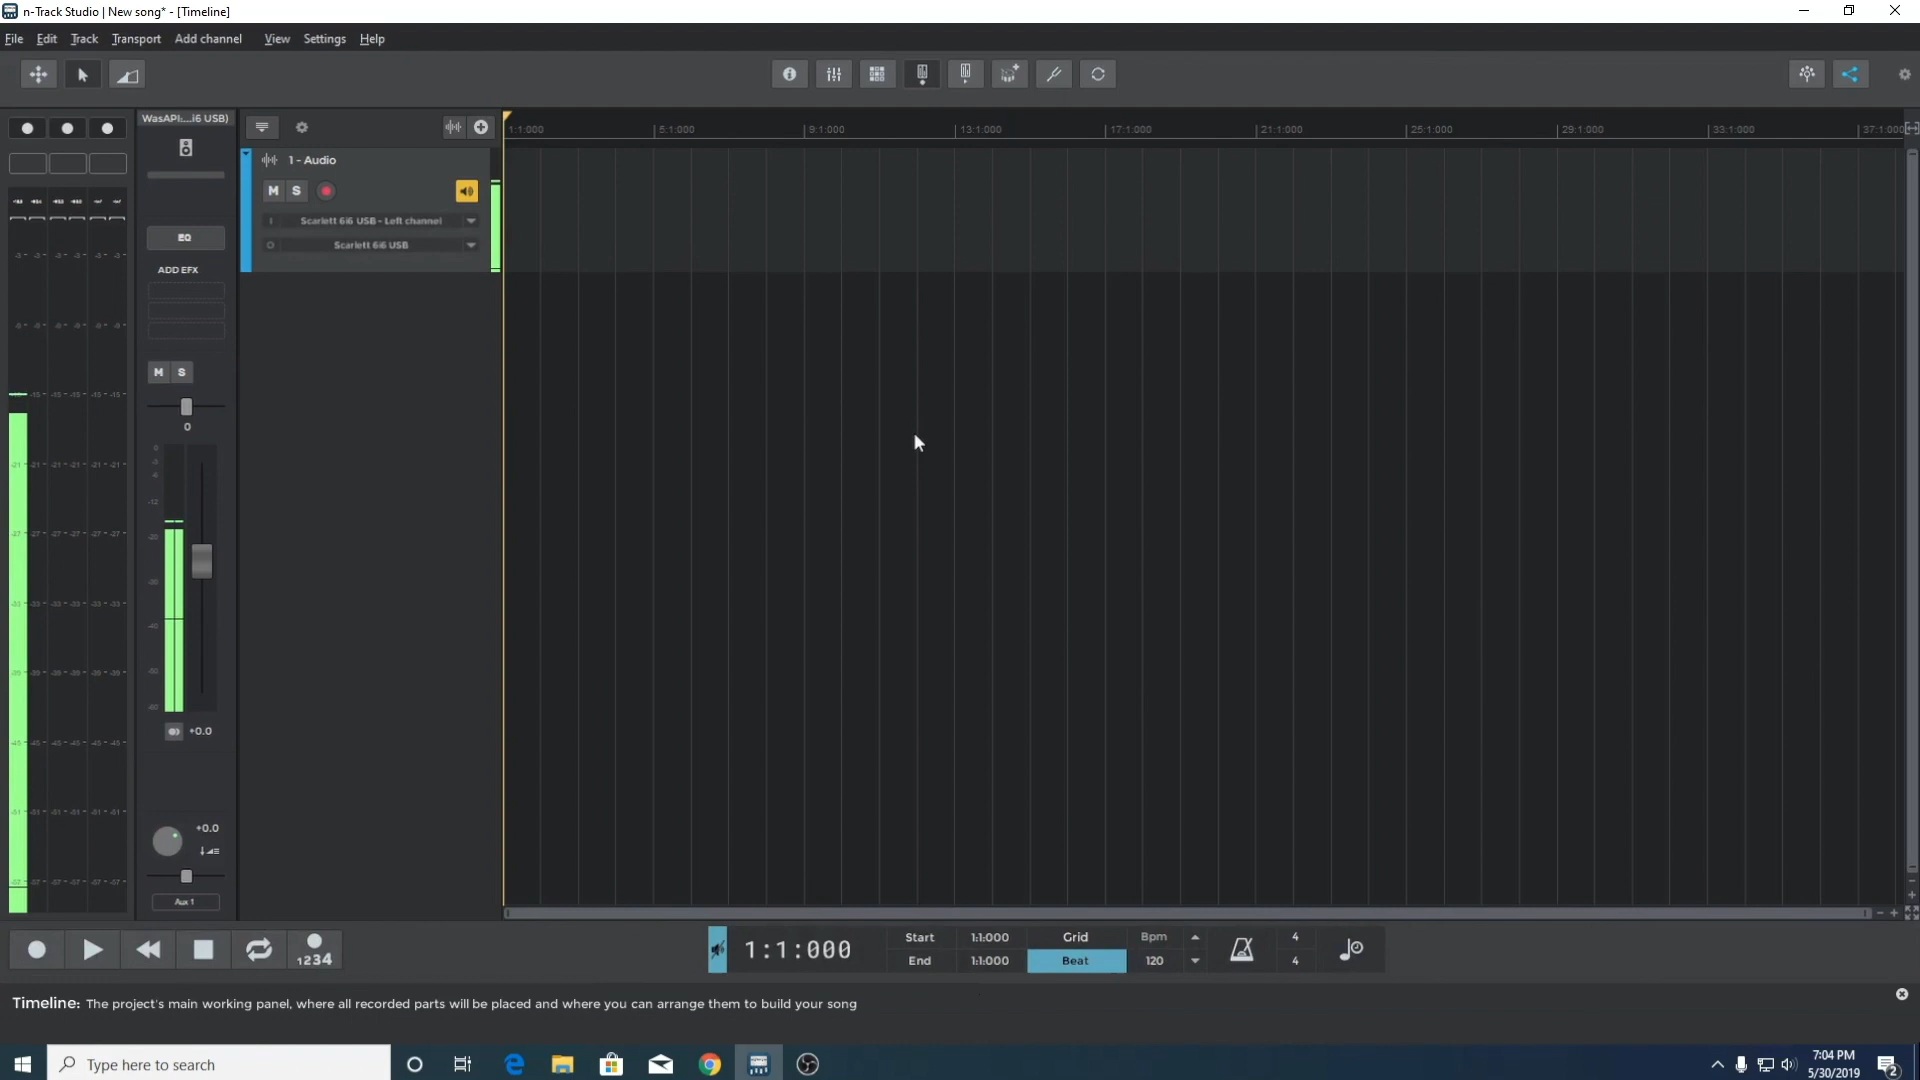 n-Track Studio | New song* - [Timeline]
File Edit Track Transport Add channel View Settings Help
WasAPI:...i6 USB)
1:1:000 5:1:000 9:1:000 13:1:000 17:1:000 21:1:000 25:1:000 29:1:000 33:1:000 37:1:000
1 - Audio
M S
I Scarlett 6i6 USB - Left channel
O Scarlett 6i6 USB
EQ
ADD EFX
M S
0
+0.0
+0.0
Aux 1
1234
1:1:000
Start 1:1:000 Grid Bpm 4
End 1:1:000 Beat 120 4
Timeline: The project's main working panel, where all recorded parts will be placed and where you can arrange them to build your song
Type here to search
7:04 PM
5/30/2019
2